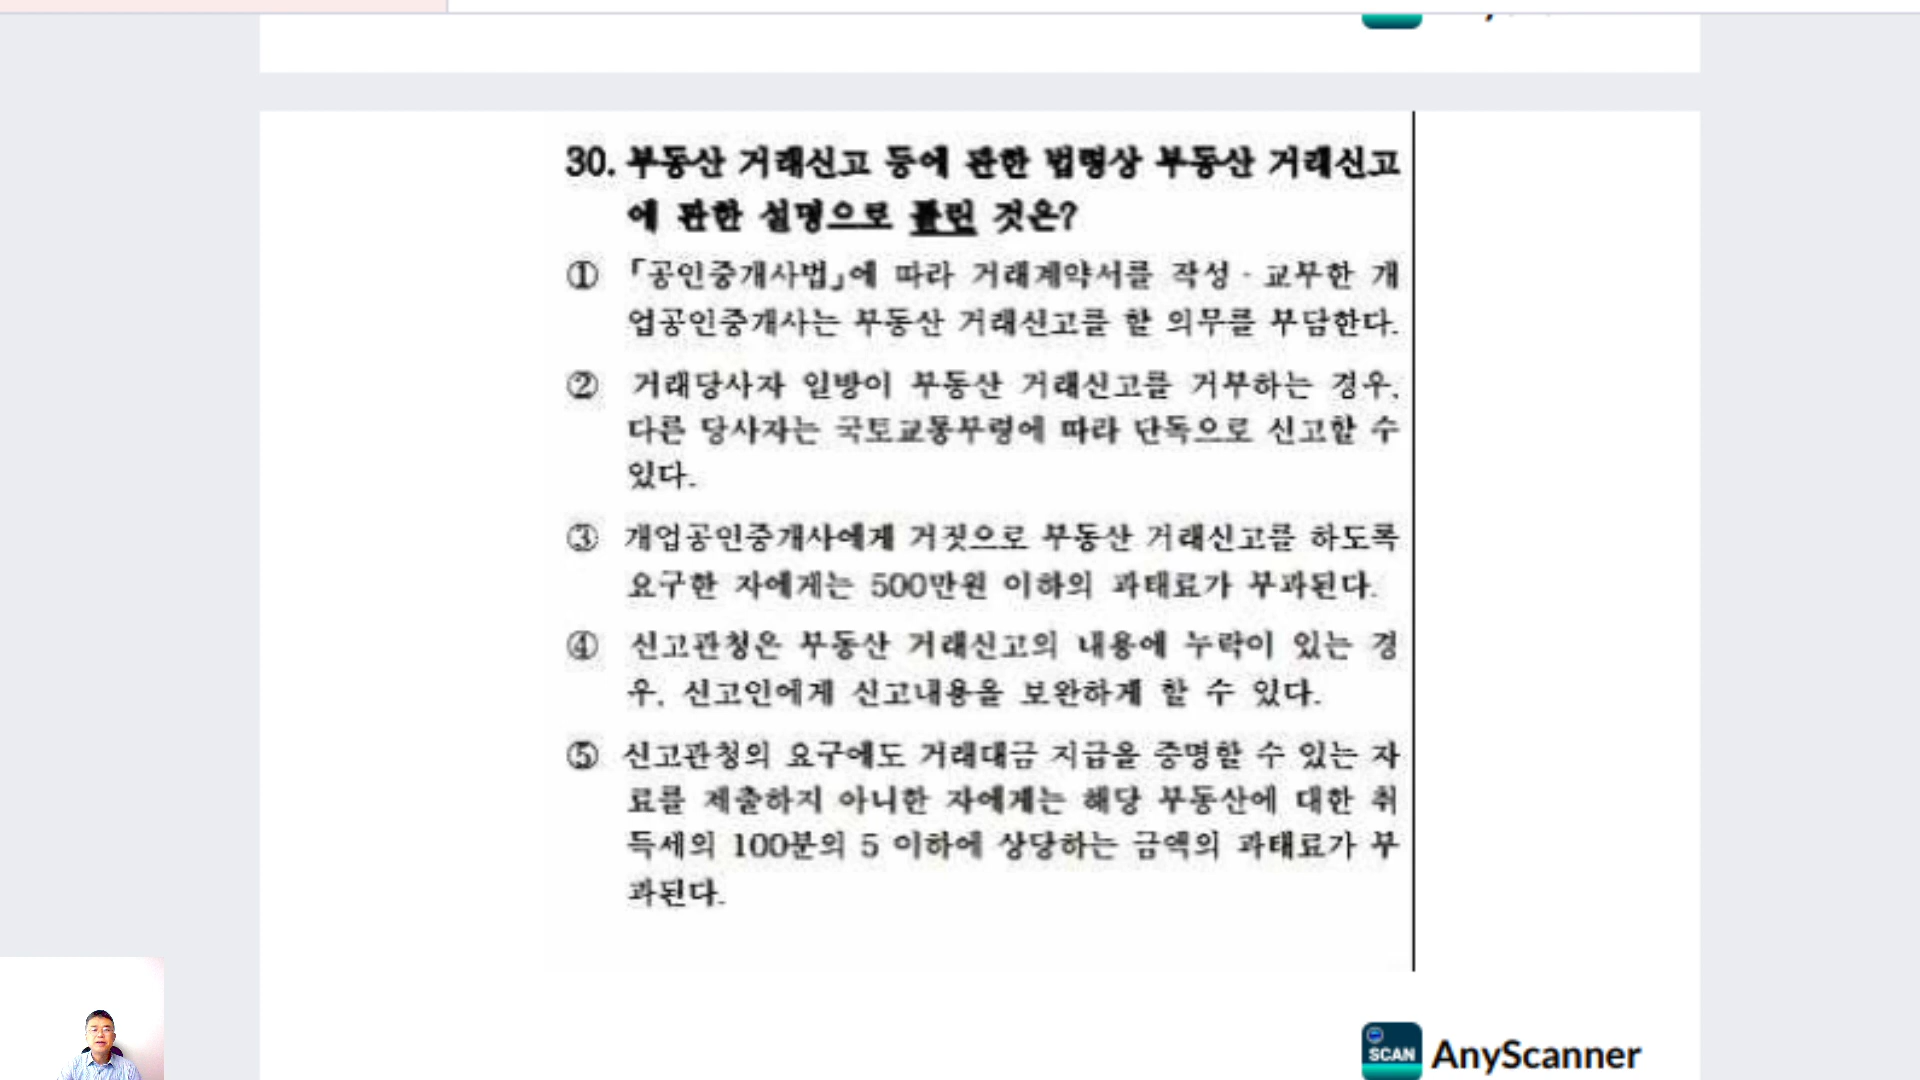 30. 부동산 거래신고 등에 관한 법령상 부동산 거래신고
에 관한 설명으로 틀린 것은?
① 「공인중개사법」에 따라 거래계약서를 작성 · 교부한 개
업공인중개사는 부동산 거래신고를 할 의무를 부담한다.
② 거래당사자 일방이 부동산 거래신고를 거부하는 경우,
다른 당사자는 국토교통부령에 따라 단독으로 신고할 수
있다.
③ 개업공인중개사에게 거짓으로 부동산 거래신고를 하도록
요구한 자에게는 500만원 이하의 과태료가 부과된다.
④ 신고관청은 부동산 거래신고의 내용에 누락이 있는 경
우, 신고인에게 신고내용을 보완하게 할 수 있다.
⑤ 신고관청의 요구에도 거래대금 지급을 증명할 수 있는 자
료를 제출하지 아니한 자에게는 해당 부동산에 대한 취
득세의 100분의 5 이하에 상당하는 금액의 과태료가 부
과된다.
SCAN AnyScanner